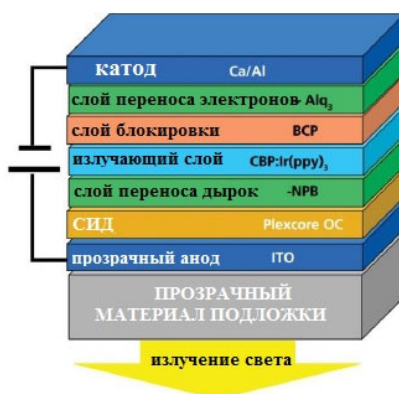 катод Ca/Al
слой переноса электронов- Alq3
слой блокировки BCP
излучающий слой CBP:Ir(ppy)3
слой переноса дырок -NPB
СИД Plexcore OC
прозрачный анод ITO
ПРОЗРАЧНЫЙ
МАТЕРИАЛ ПОДЛОЖКИ
излучение света